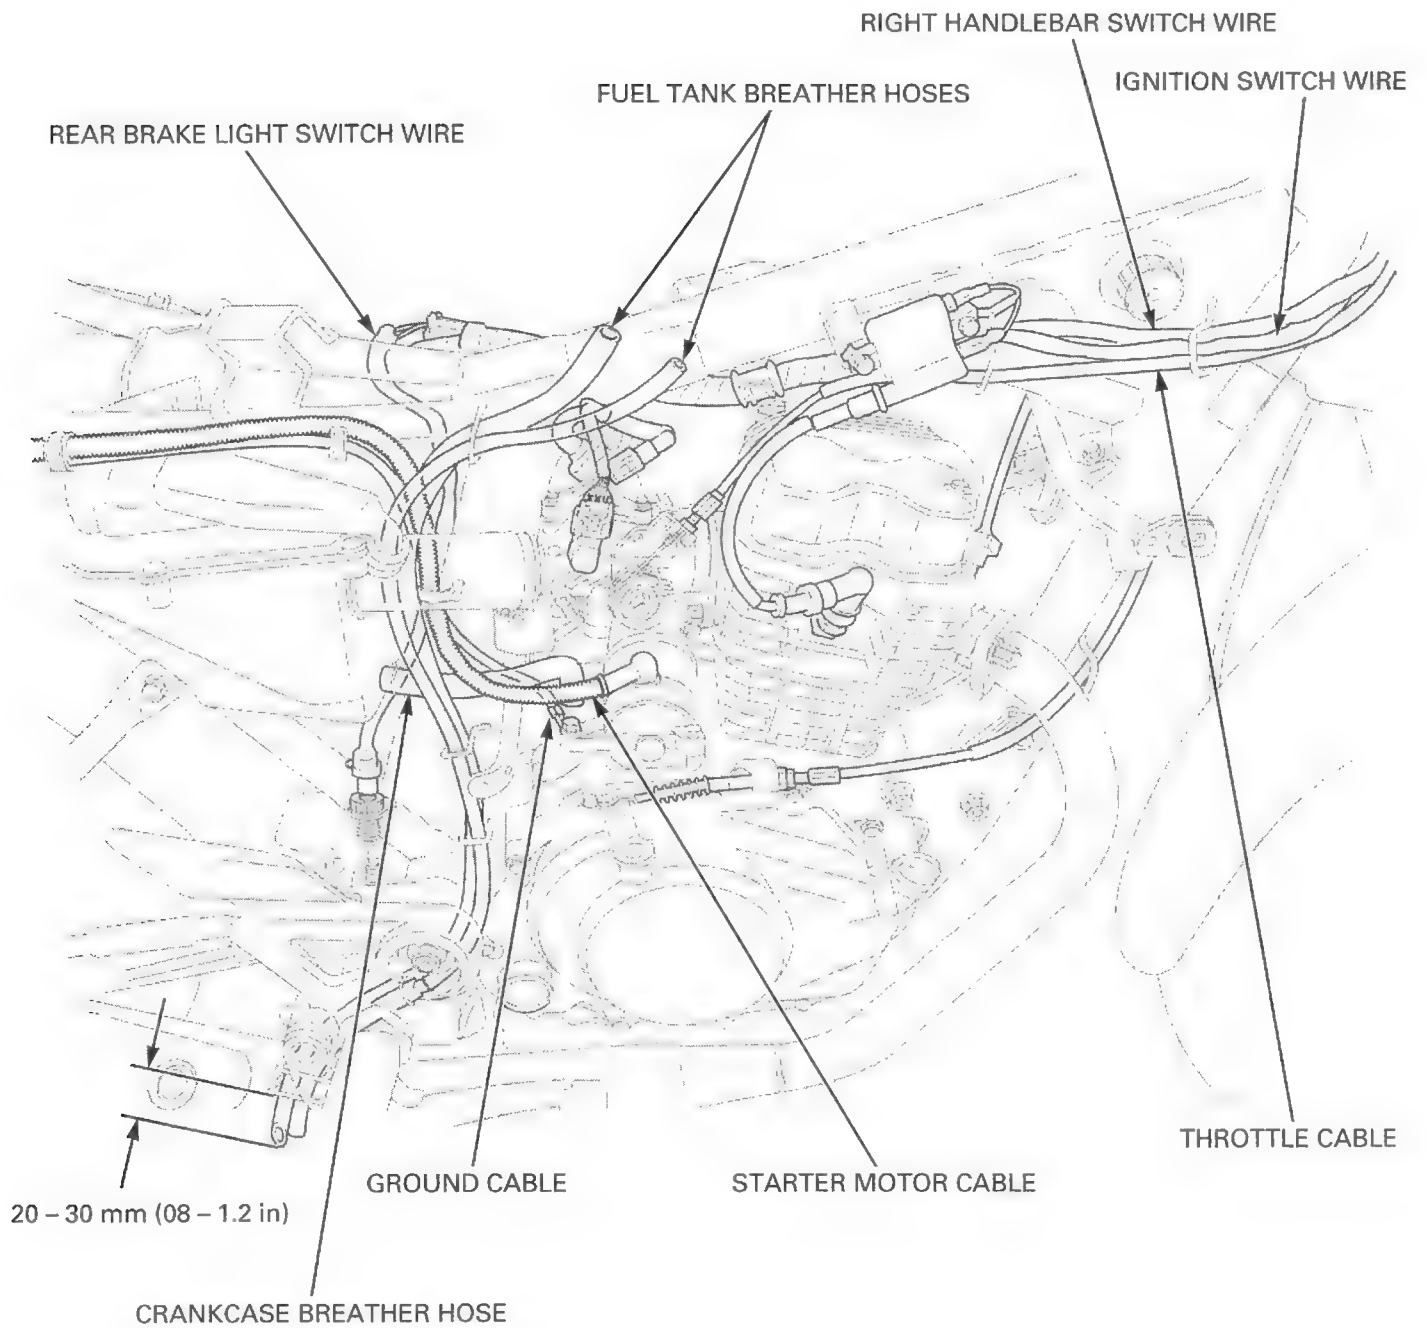 RIGHT HANDLEBAR SWITCH WIRE
IGNITION SWITCH WIRE
FUEL TANK BREATHER HOSES
REAR BRAKE LIGHT SWITCH WIRE
THROTTLE CABLE
GROUND CABLE
STARTER MOTOR CABLE
20 – 30 mm (08 – 1.2 in)
CRANKCASE BREATHER HOSE